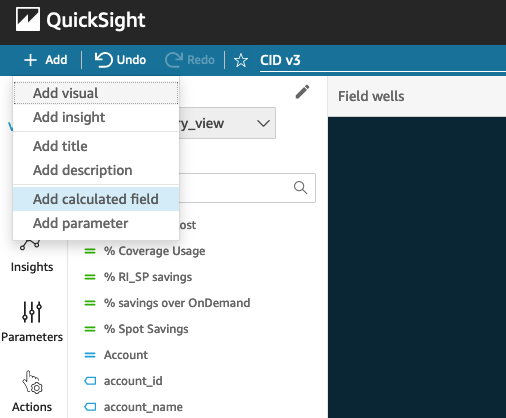 QuickSight
Add Undo Redo CID v3
Add visual
Add insight
Add title
Add description
Add calculated field
Add parameter
ry_view
Field wells
ost
% Coverage Usage
% RI_SP savings
% savings over OnDemand
% Spot Savings
Account
account_id
account_name
Insights
Parameters
Actions